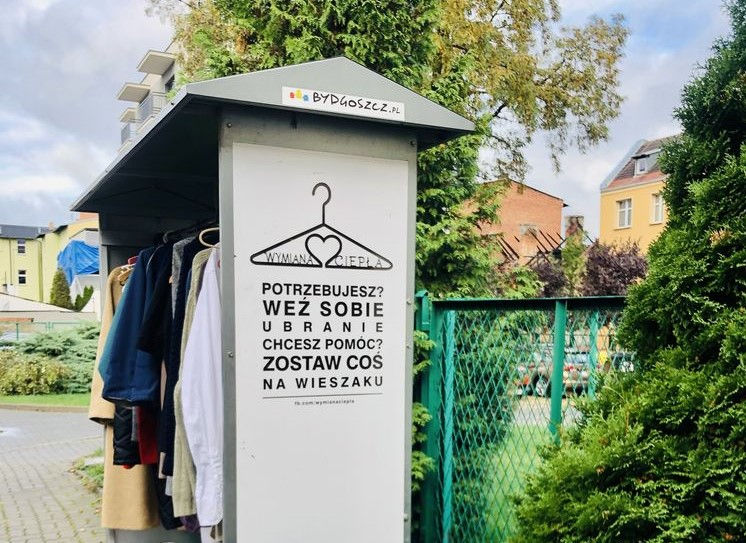 BYDGOSZCZ.PL
WYMIANA CIEPŁA
POTRZEBUJESZ?
WEŹ SOBIE
UBRANIE
CHCESZ POMÓC?
ZOSTAW COŚ
NA WIESZAKU
fb.com/wymianaciepla